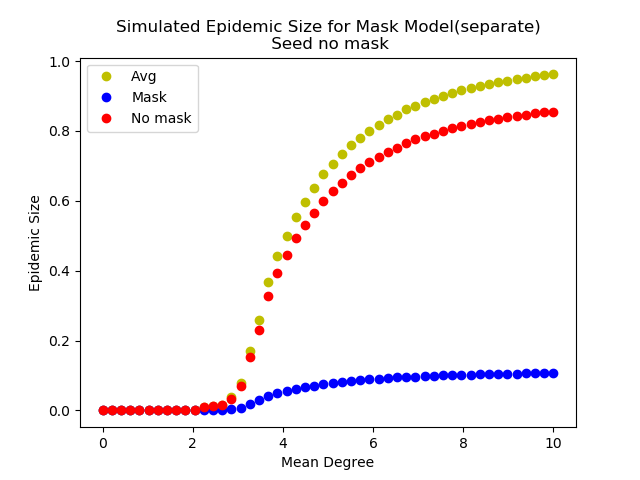 Simulated Epidemic Size for Mask Model(separate)
Seed no mask
Avg
Mask
No mask
Epidemic Size
1.0
0.8
0.6
0.4
0.2
0.0
0
2
4
6
8
10
Mean Degree